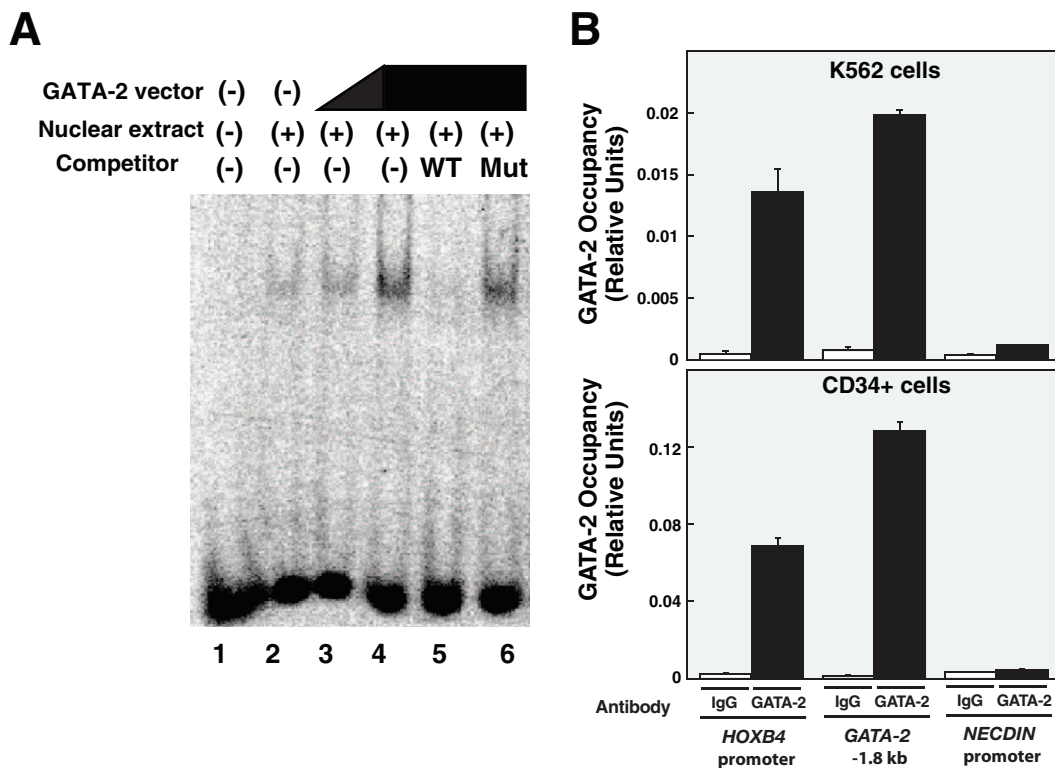 A
GATA-2 vector (-) (-)
Nuclear extract (-) (+) (+) (+) (+) (+)
Competitor (-) (-) (-) (-) WT Mut
1 2 3 4 5 6
B
K562 cells
GATA-2 Occupancy
(Relative Units)
0.02
0.015
0.01
0.005
0
CD34+ cells
GATA-2 Occupancy
(Relative Units)
0.12
0.08
0.04
0
Antibody IgG GATA-2 IgG GATA-2 IgG GATA-2
HOXB4 GATA-2 NECDIN
promoter -1.8 kb promoter